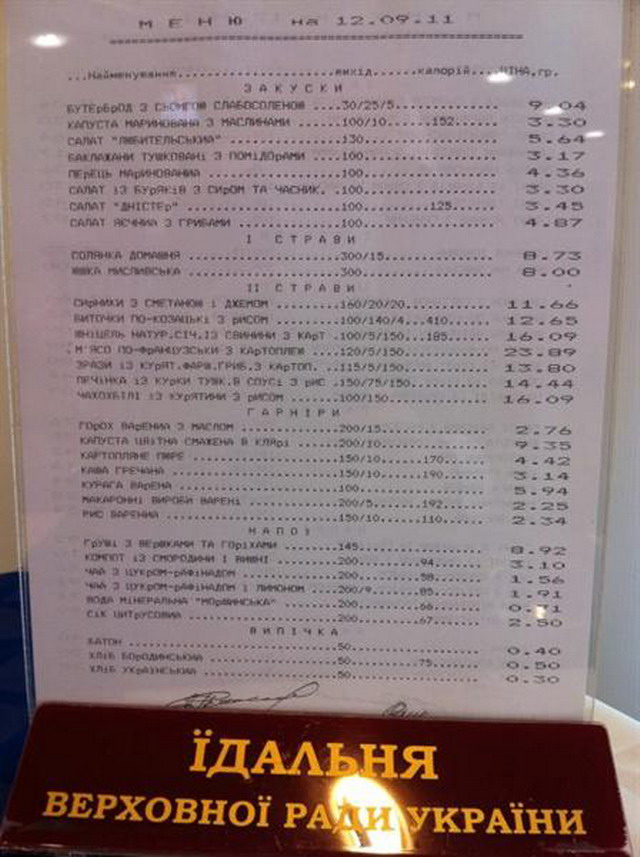 МЕНЮ на 12.09.11
...Найменування....................вихід.......калорій....ЦІНА,гр.
ЗАКУСКИ
БУТЕРБРОД З СЬОМГОЮ СЛАБОСОЛЕНОЮ ....30/25/5.............. 9.04
КАПУСТА МАРИНОВАНА З МАСЛИНАМИ .....100/10......152...... 3.30
САЛАТ "ЛЮБИТЕЛЬСЬКИЙ" ..............130.................. 5.64
БАКЛАЖАНИ ТУШКОВАНІ З ПОМІДОРАМИ ...100.................. 3.17
ПЕРЕЦЬ МАРИНОВАНИЙ .................100.................. 4.36
САЛАТ ІЗ БУРЯКІВ З СИРОМ ТА ЧАСНИК. .100.................. 3.30
САЛАТ "ДНІСТЕР" ....................100.........125...... 3.45
САЛАТ ЯЄЧНИЙ З ГРИБАМИ .............100.................. 4.87
І СТРАВИ
СОЛЯНКА ДОМАШНЯ ....................300/15............... 8.73
ЮШКА МИСЛИВСЬКА ....................300.................. 8.00
ІІ СТРАВИ
СИРНИКИ З СМЕТАНОЮ І ДЖЕМОМ ........160/20/20............ 11.66
БИТОЧКИ ПО-КОЗАЦЬКІ З РИСОМ ........100/140/4...410...... 12.65
ШНІЦЕЛЬ НАТУР.СІЧ.ІЗ СВИНИНИ З КАРТ .100/5/150...185...... 16.09
М'ЯСО ПО-ФРАНЦУЗСЬКИ З КАРТОПЛЕЮ ...120/5/150............ 23.89
ЗРАЗИ ІЗ КУРЯТ.ФАРШ.ГРИБ.З КАРТОП. ..115/5/150............ 13.80
ПЕЧІНКА ІЗ КУРКИ ТУШК.В СОУСІ З РИС .150/75/150........... 14.44
ЧАХОХБІЛІ ІЗ КУРЯТИНИ З РИСОМ ......100/150.............. 16.09
ГАРНІРИ
ГОРОХ ВАРЕНИЙ З МАСЛОМ .............200/15............... 2.76
КАПУСТА ЦВІТНА СМАЖЕНА В КЛЯРІ .....200/10............... 9.35
КАРТОПЛЯНЕ ПЮРЕ ....................150/10......170...... 4.42
КАША ГРЕЧАНА .......................150/10......190...... 3.14
КУРАГА ВАРЕНА ......................100.................. 5.94
МАКАРОННІ ВИРОБИ ВАРЕНІ ............200/5.......192...... 2.25
РИС ВАРЕНИЙ ........................150/10......110...... 2.34
НАПОЇ
ГРУШІ З ВЕРШКАМИ ТА ГОРІХАМИ .......145.................. 8.92
КОМПОТ ІЗ СМОРОДИНИ І ВИШНІ ........200.........94....... 3.10
ЧАЙ З ЦУКРОМ-РАФІНАДОМ .............200.........58....... 1.56
ЧАЙ З ЦУКРОМ-РАФІНАДОМ І ЛИМОНОМ ...200/9.......85....... 1.91
ВОДА МІНЕРАЛЬНА "МОРШИНСЬКА" .......200.........66....... 0.71
СІК ЦИТРУСОВИЙ .....................200.........67....... 2.50
ВИПІЧКА
БАТОН ..............................50................... 0.40
ХЛІБ БОРОДИНСЬКИЙ ..................50..........75....... 0.50
ХЛІБ УКРАЇНСЬКИЙ ...................50................... 0.30
ЇДАЛЬНЯ
ВЕРХОВНОЇ РАДИ УКРАЇНИ